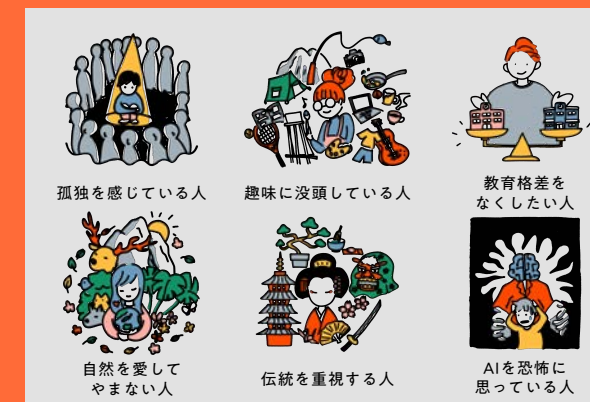 孤独を感じている人
趣味に没頭している人
教育格差を
なくしたい人
自然を愛して
やまない人
伝統を重視する人
AIを恐怖に
思っている人